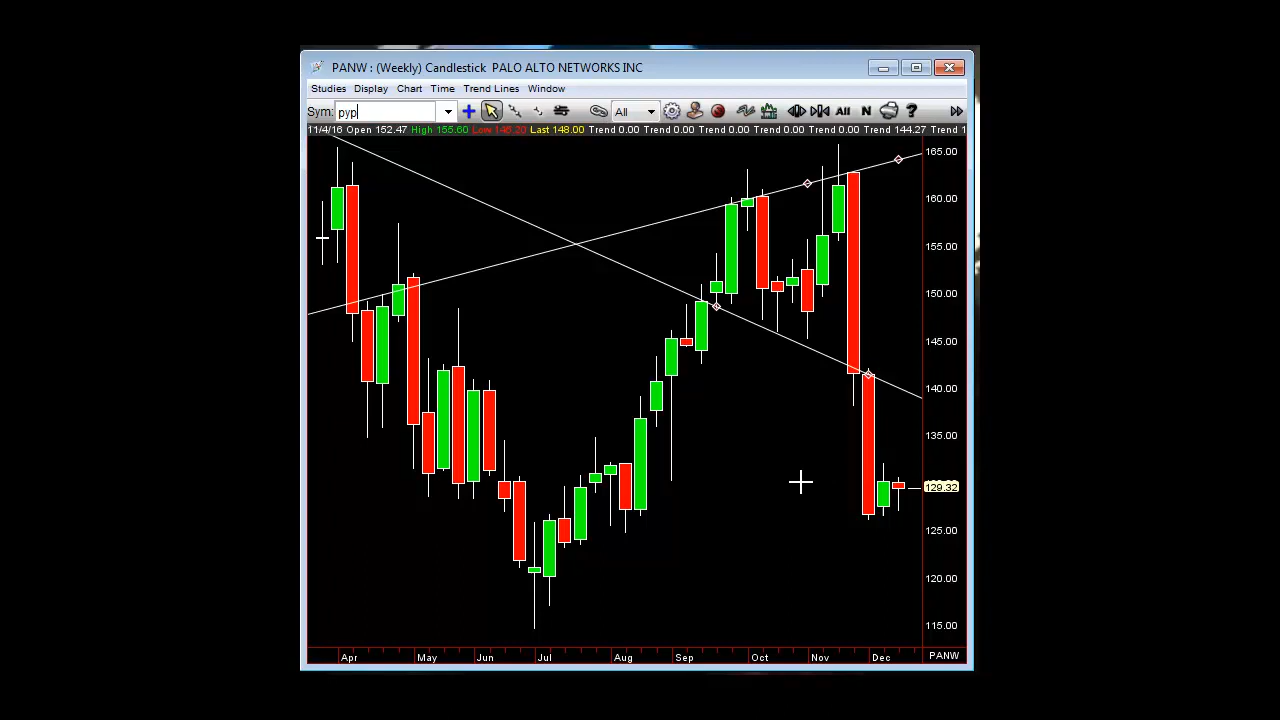 PANW : (Weekly) Candlestick PALO ALTO NETWORKS INC
Studies Display Chart Time Trend Lines Window
Sym: pyp All All N ?
11/4/16 Open 152.47 High 155.60 Low 145.20 Last 148.00 Trend 0.00 Trend 0.00 Trend 0.00 Trend 0.00 Trend 0.00 Trend 144.27 Trend 1
165.00
160.00
155.00
150.00
145.00
140.00
135.00
129.32
125.00
120.00
115.00
Apr May Jun Jul Aug Sep Oct Nov Dec PANW